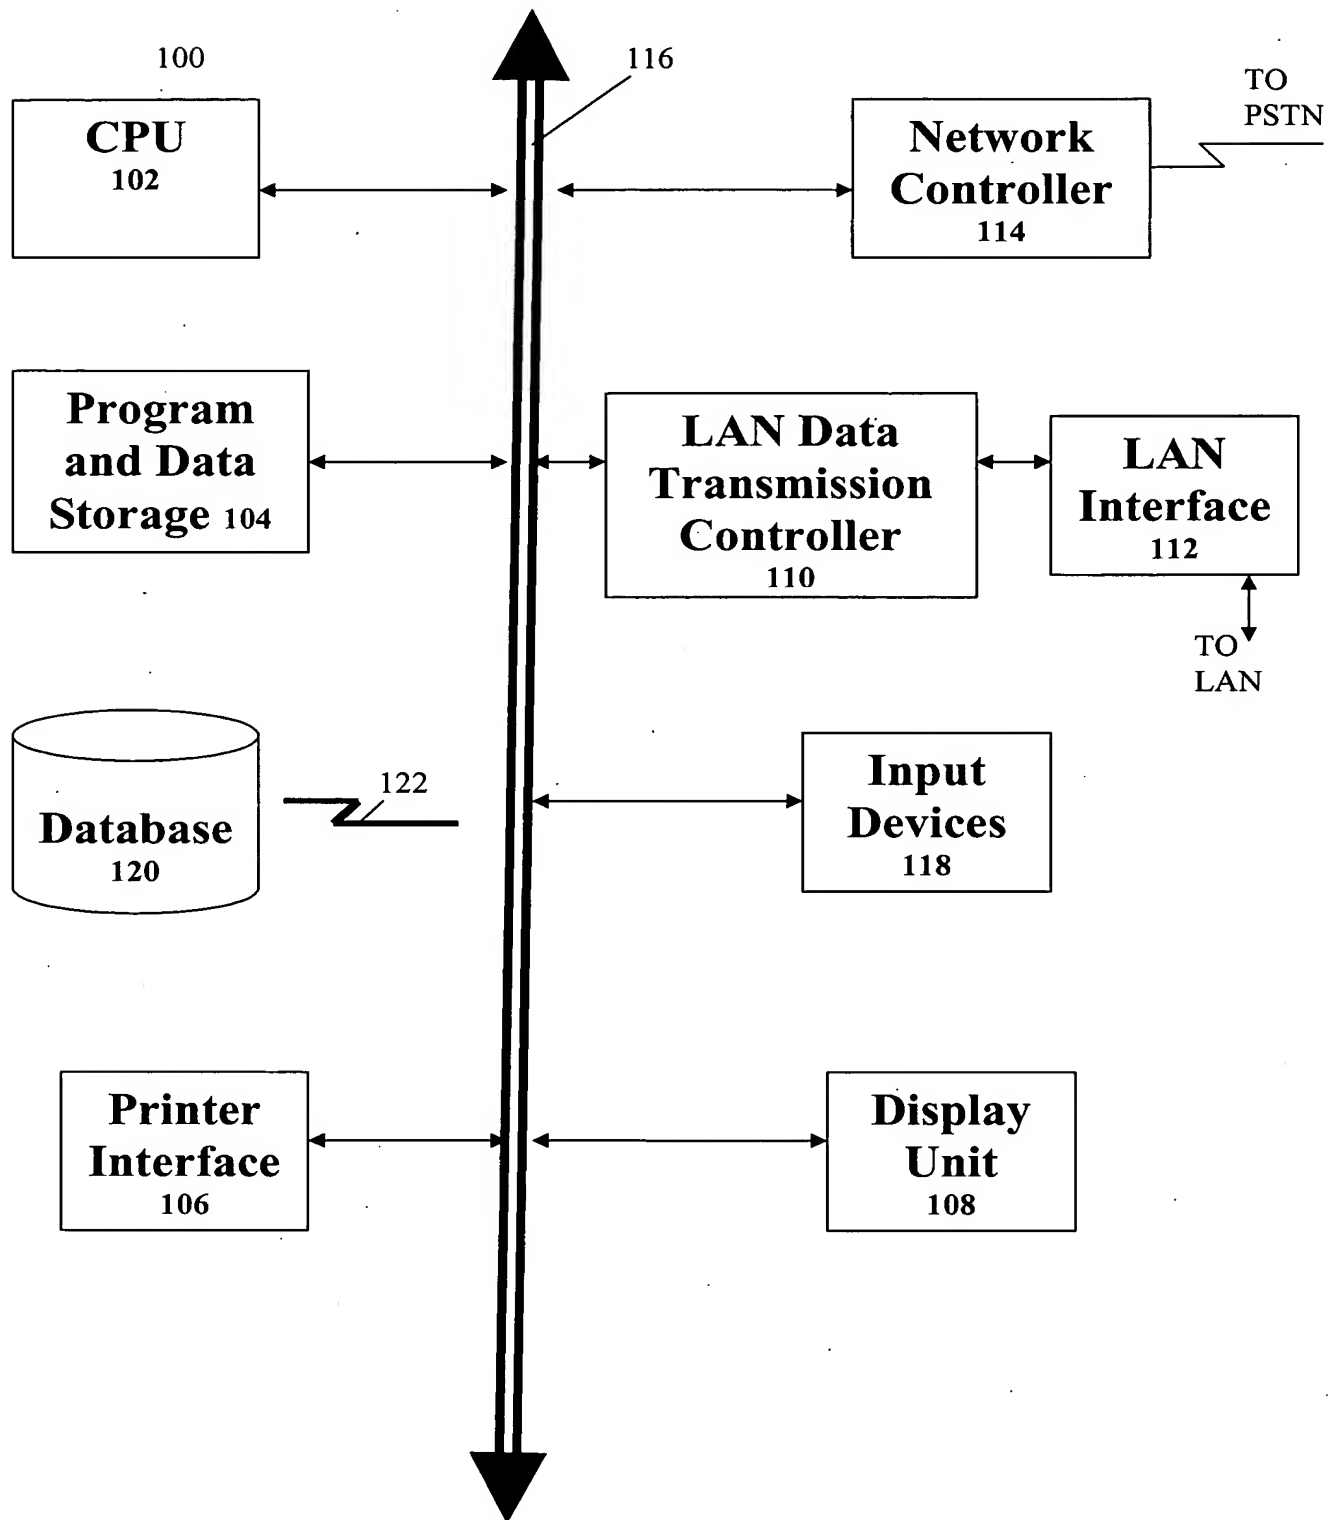 100
116
TO
PSTN
CPU
102
Network
Controller
114
Program
and Data
Storage 104
LAN Data
Transmission
Controller
110
LAN
Interface
112
TO
LAN
Database
120
122
Input
Devices
118
Printer
Interface
106
Display
Unit
108